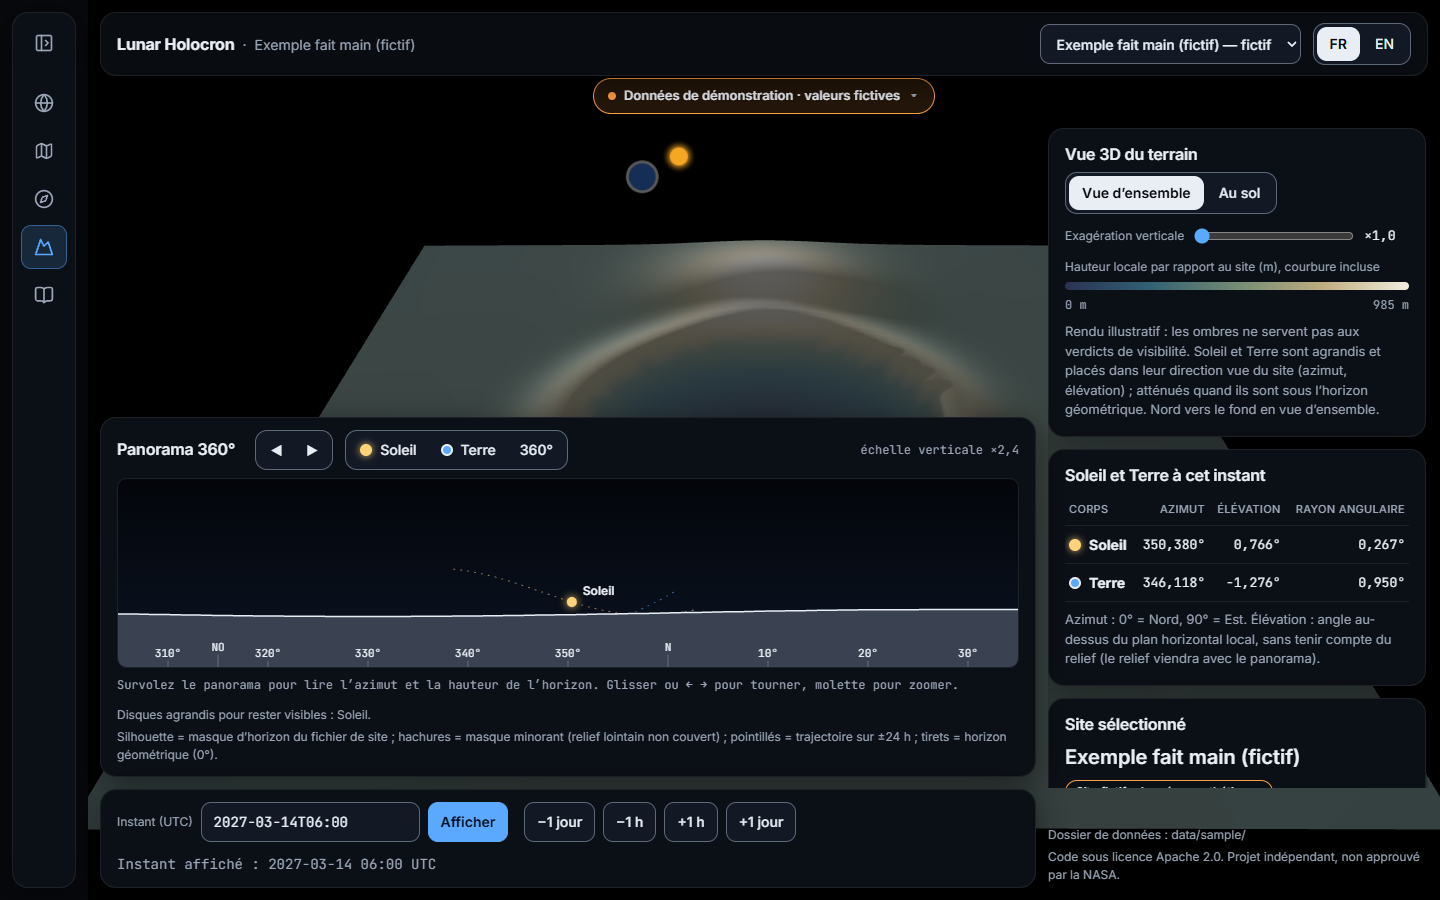 Lunar Holocron · Exemple fait main (fictif)
Exemple fait main (fictif) — fictif
FR EN
Données de démonstration · valeurs fictives
Vue 3D du terrain
Vue d’ensemble Au sol
Exagération verticale ×1,0
Hauteur locale par rapport au site (m), courbure incluse
0 m 985 m
Rendu illustratif : les ombres ne servent pas aux
verdicts de visibilité. Soleil et Terre sont agrandis et
placés dans leur direction vue du site (azimut,
élévation) ; atténués quand ils sont sous l’horizon
géométrique. Nord vers le fond en vue d’ensemble.
Panorama 360° ◀ ▶ Soleil Terre 360° échelle verticale ×2,4
Soleil
310° NO 320° 330° 340° 350° N 10° 20° 30°
Survolez le panorama pour lire l’azimut et la hauteur de l’horizon. Glisser ou ← → pour tourner, molette pour zoomer.
Disques agrandis pour rester visibles : Soleil.
Silhouette = masque d’horizon du fichier de site ; hachures = masque minorant (relief lointain non couvert) ; pointillés = trajectoire sur ±24 h ; tirets = horizon
géométrique (0°).
Soleil et Terre à cet instant
CORPS AZIMUT ÉLÉVATION RAYON ANGULAIRE
Soleil 350,380° 0,766° 0,267°
Terre 346,118° -1,276° 0,950°
Azimut : 0° = Nord, 90° = Est. Élévation : angle au-
dessus du plan horizontal local, sans tenir compte du
relief (le relief viendra avec le panorama).
Site sélectionné
Exemple fait main (fictif)
Instant (UTC) 2027-03-14T06:00 Afficher −1 jour −1 h +1 h +1 jour
Instant affiché : 2027-03-14 06:00 UTC
Dossier de données : data/sample/
Code sous licence Apache 2.0. Projet indépendant, non approuvé
par la NASA.